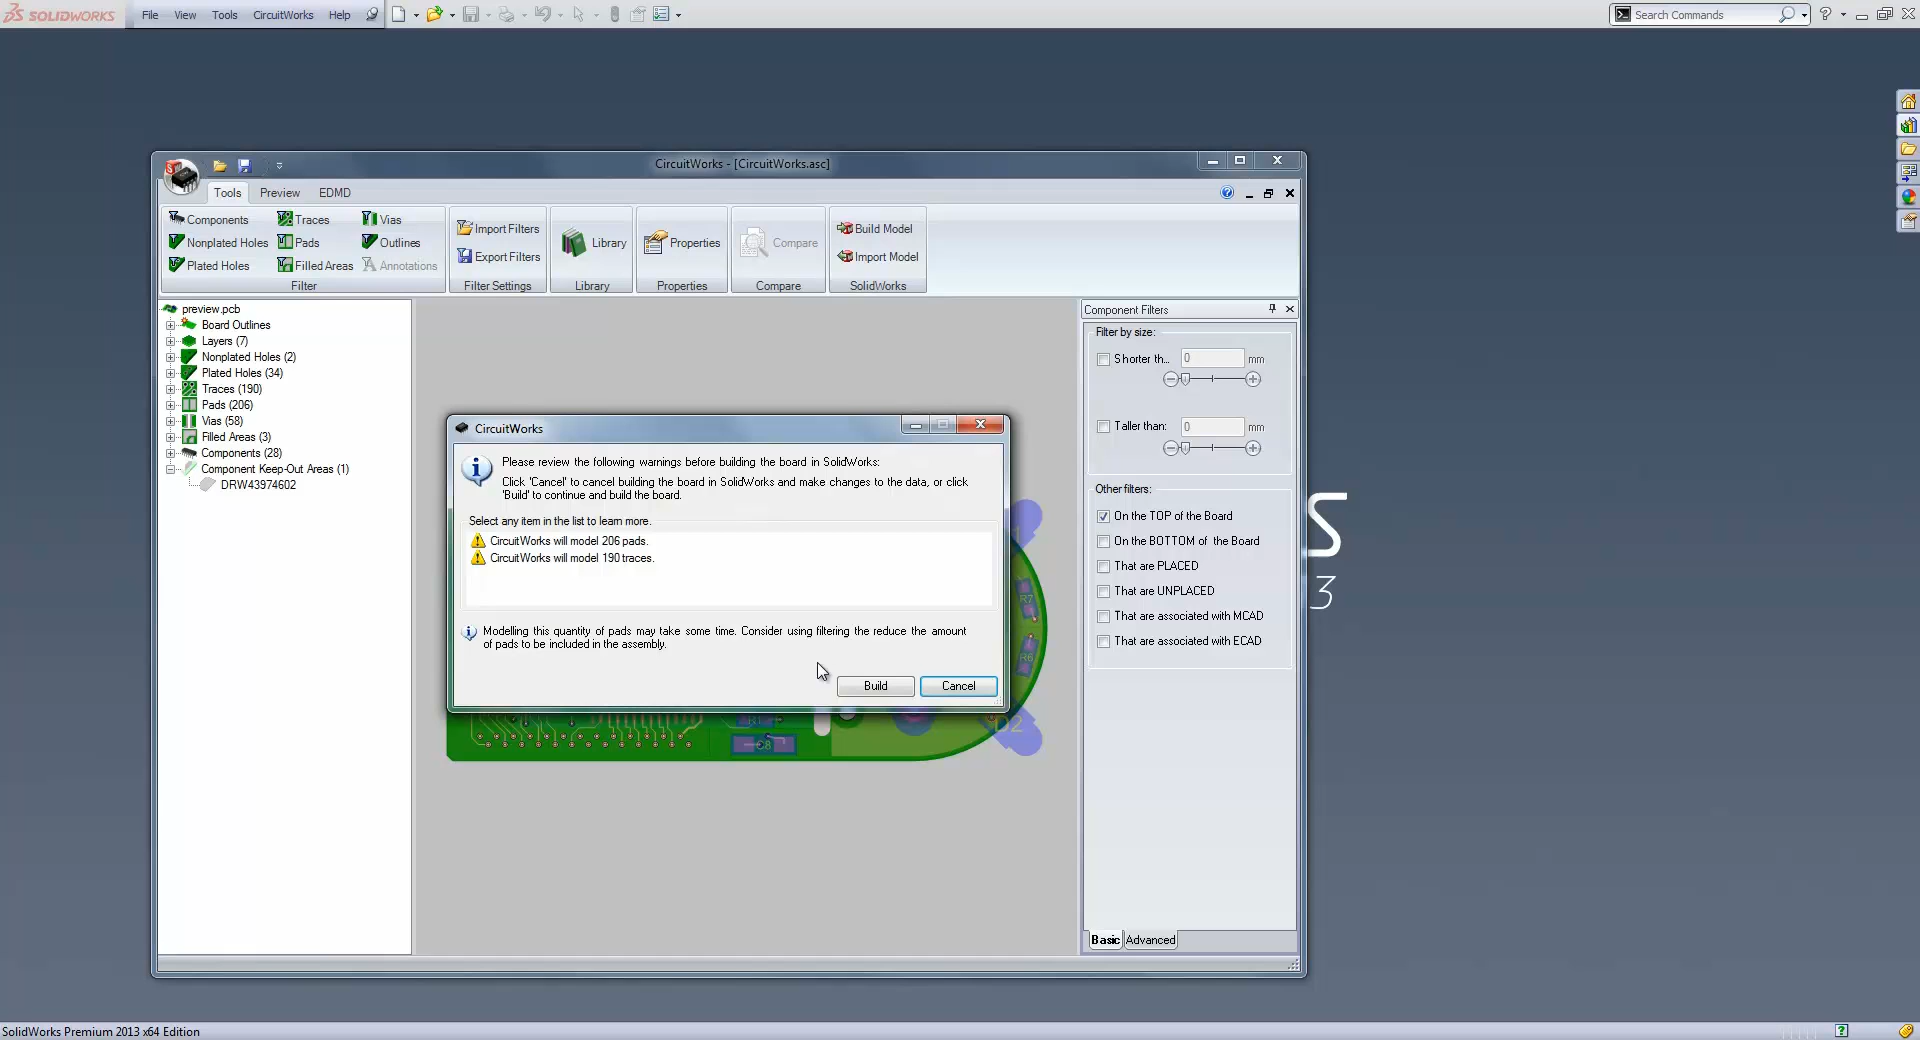 SOLIDWORKS
File View Tools CircuitWorks Help
Search Commands
CircuitWorks - [CircuitWorks.asc]
Tools Preview EDMD
Components Traces Vias
Nonplated Holes Pads Outlines
Plated Holes Filled Areas Annotations
Filter
Import Filters
Export Filters
Filter Settings
Library
Library
Properties
Properties
Compare
Compare
Build Model
Import Model
SolidWorks
preview.pcb
Board Outlines
Layers (7)
Nonplated Holes (2)
Plated Holes (34)
Traces (190)
Pads (206)
Vias (58)
Filled Areas (3)
Components (28)
Component Keep-Out Areas (1)
DRW43974602
CircuitWorks
Please review the following warnings before building the board in SolidWorks:
Click 'Cancel' to cancel building the board in SolidWorks and make changes to the data, or click
'Build' to continue and build the board.
Select any item in the list to learn more.
CircuitWorks will model 206 pads.
CircuitWorks will model 190 traces.
Modelling this quantity of pads may take some time. Consider using filtering the reduce the amount
of pads to be included in the assembly.
Build Cancel
R7
R6
R1
C8
D2
Component Filters
Filter by size:
Shorter th... 0 mm
Taller than: 0 mm
Other filters:
On the TOP of the Board
On the BOTTOM of the Board
That are PLACED
That are UNPLACED
That are associated with MCAD
That are associated with ECAD
Basic Advanced
S
3
SolidWorks Premium 2013 x64 Edition